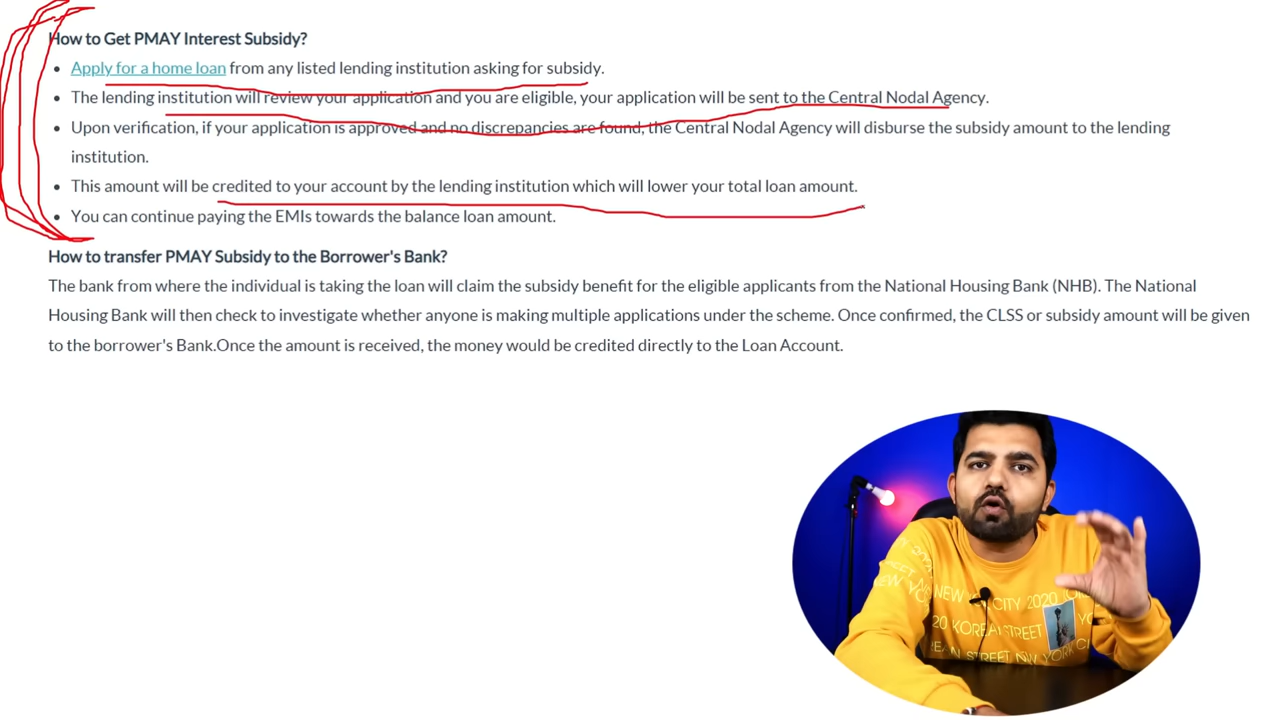 How to Get PMAY Interest Subsidy?
Apply for a home loan from any listed lending institution asking for subsidy.
The lending institution will review your application and you are eligible, your application will be sent to the Central Nodal Agency.
Upon verification, if your application is approved and no discrepancies are found, the Central Nodal Agency will disburse the subsidy amount to the lending
institution.
This amount will be credited to your account by the lending institution which will lower your total loan amount.
You can continue paying the EMIs towards the balance loan amount.
How to transfer PMAY Subsidy to the Borrower's Bank?
The bank from where the individual is taking the loan will claim the subsidy benefit for the eligible applicants from the National Housing Bank (NHB). The National
Housing Bank will then check to investigate whether anyone is making multiple applications under the scheme. Once confirmed, the CLSS or subsidy amount will be given
to the borrower's Bank.Once the amount is received, the money would be credited directly to the Loan Account.
NEW CITY 2020
20 KOREAN STREET
STREET NEW YORK